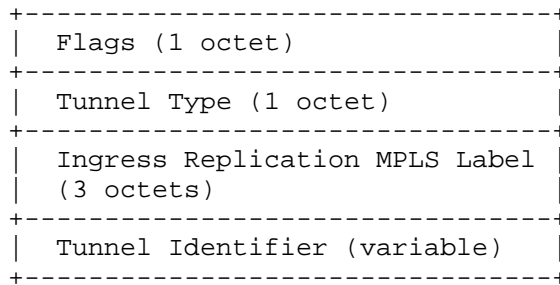 +---------------------------------+
|  Flags (1 octet)                |
+---------------------------------+
|  Tunnel Type (1 octet)          |
+---------------------------------+
|  Ingress Replication MPLS Label |
|  (3 octets)                     |
+---------------------------------+
|  Tunnel Identifier (variable)   |
+---------------------------------+